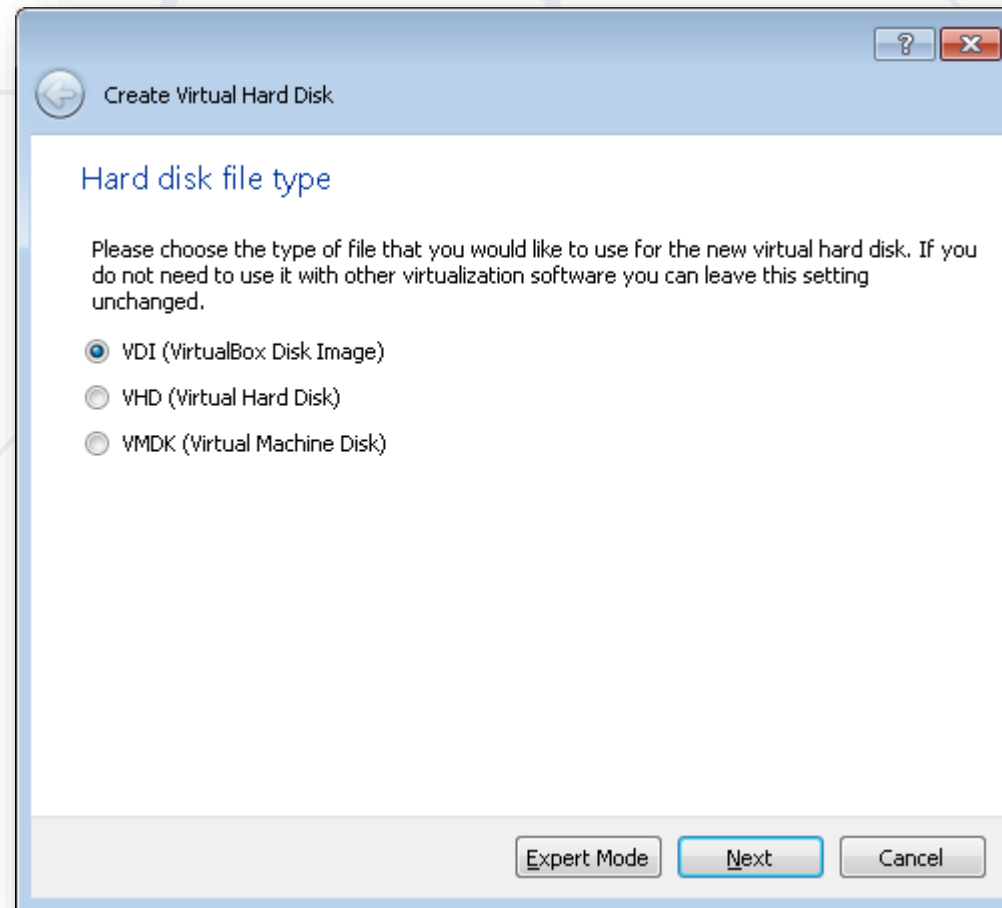 ?
Create Virtual Hard Disk
Hard disk file type
Please choose the type of file that you would like to use for the new virtual hard disk. If you
do not need to use it with other virtualization software you can leave this setting
unchanged.
VDI (VirtualBox Disk Image)
VHD (Virtual Hard Disk)
VMDK (Virtual Machine Disk)
Expert Mode
Next
Cancel